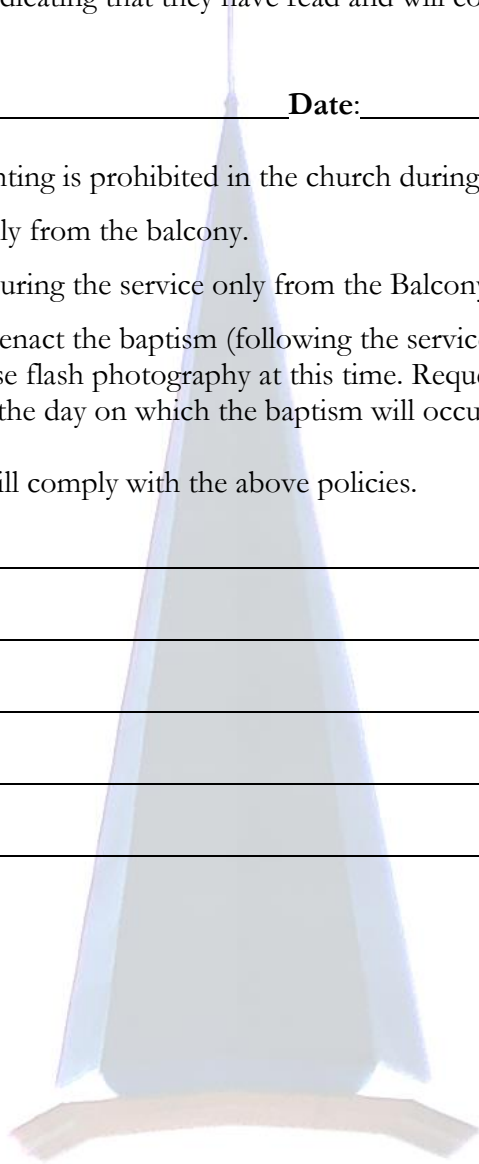 dicating that they have read and will co
Date:
nting is prohibited in the church during
ly from the balcony.
uring the service only from the Balcony
enact the baptism (following the servic
se flash photography at this time. Reque
the day on which the baptism will occu
ill comply with the above policies.